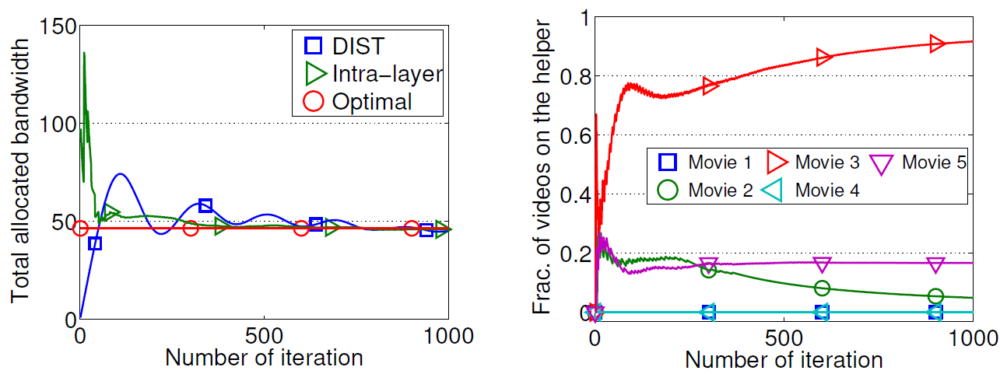 150
100
50
0
0
500
1000
Total allocated bandwidth
Number of iteration
DIST
Intra-layer
Optimal
1
0.8
0.6
0.4
0.2
0
0
500
1000
Frac. of videos on the helper
Number of iteration
Movie 1 Movie 3 Movie 5
Movie 2 Movie 4